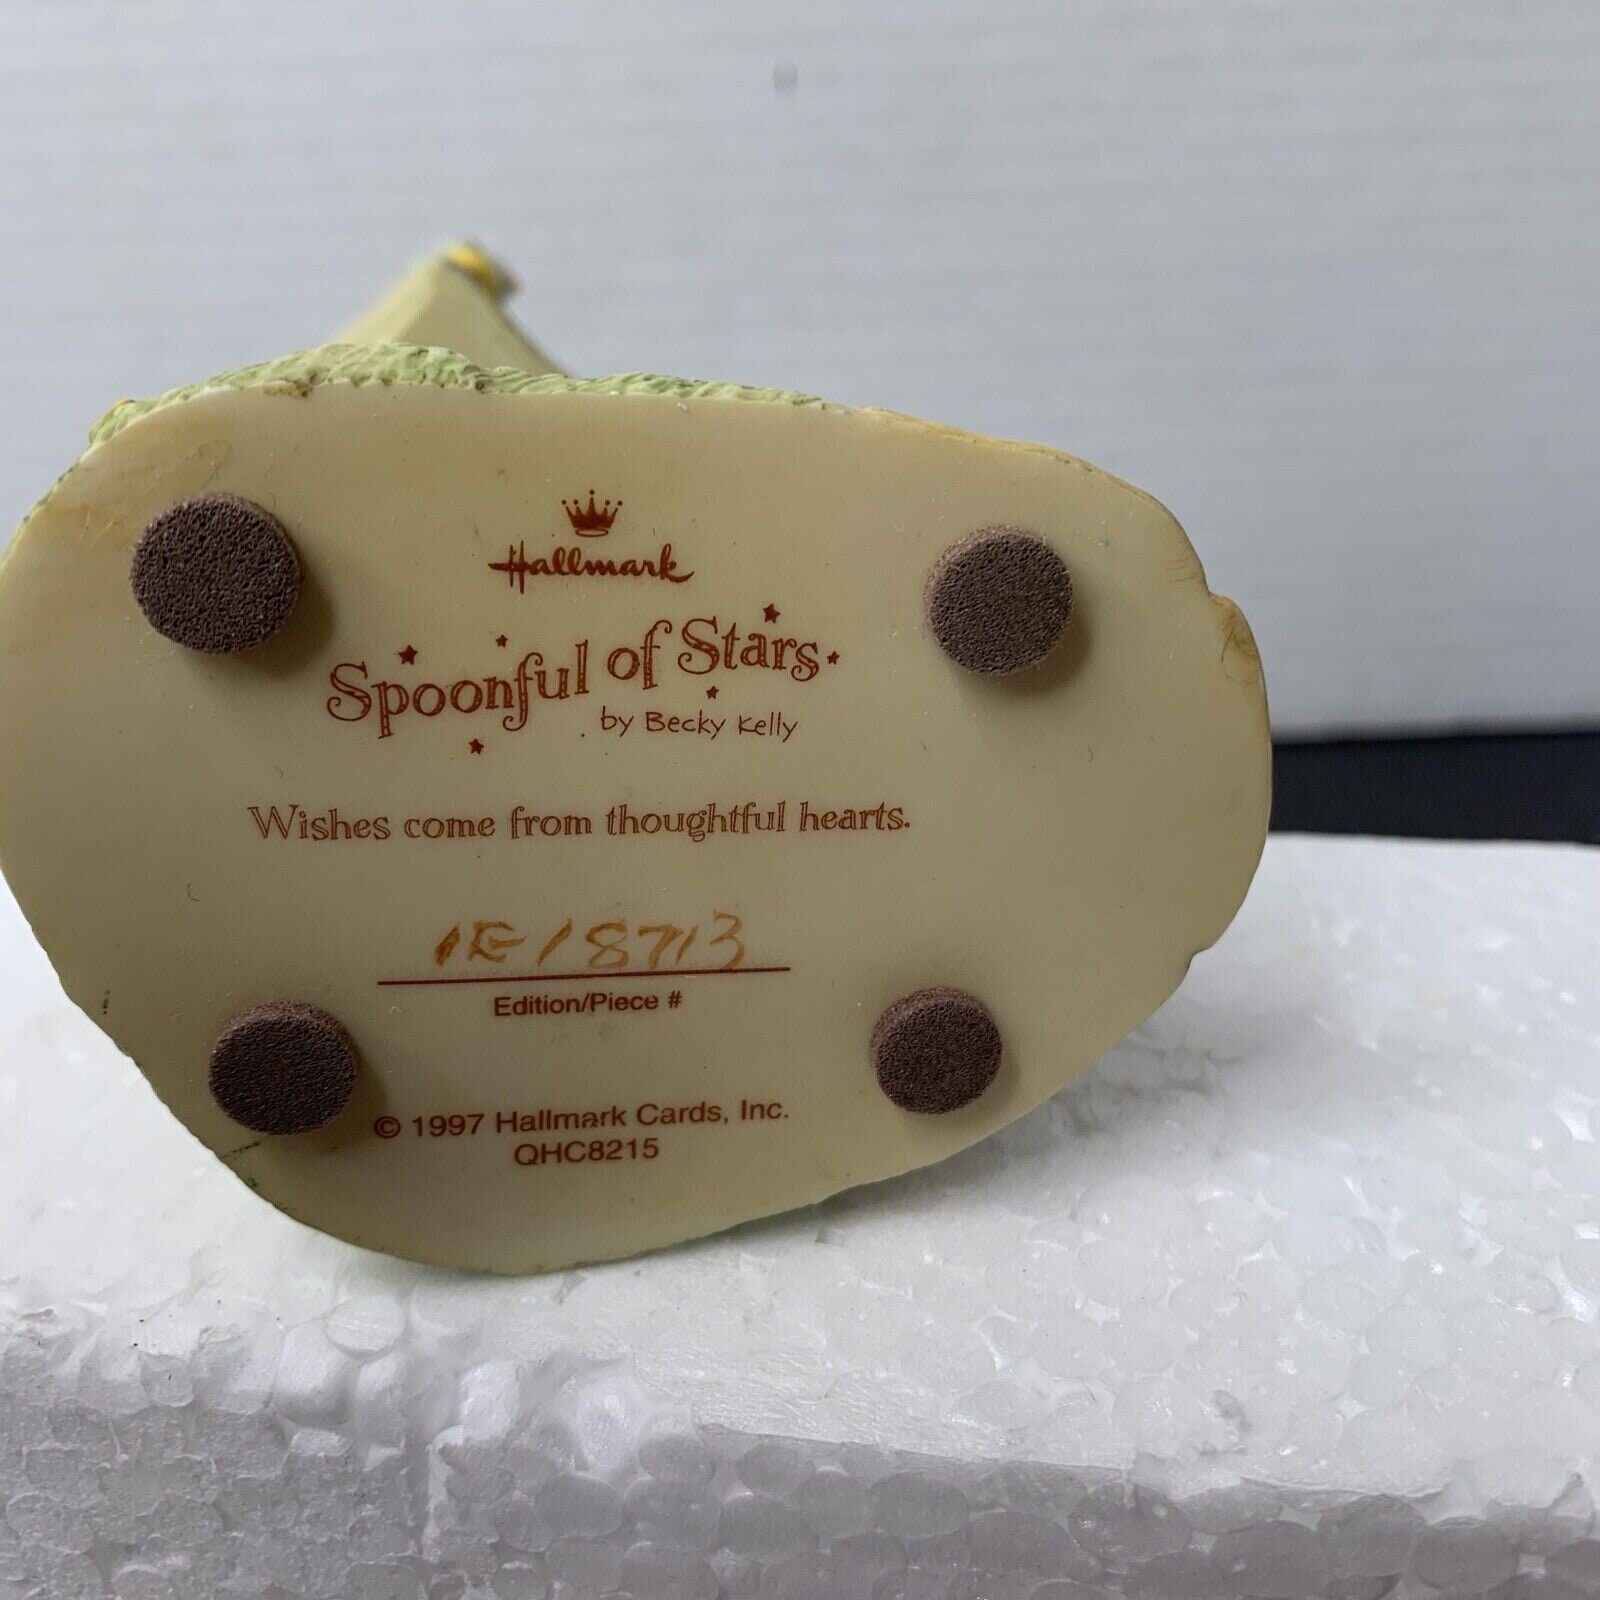 Hallmark
Spoonful of Stars
by Becky Kelly
Wishes come from thoughtful hearts.
1E/8713
Edition/Piece #
© 1997 Hallmark Cards, Inc.
QHC8215